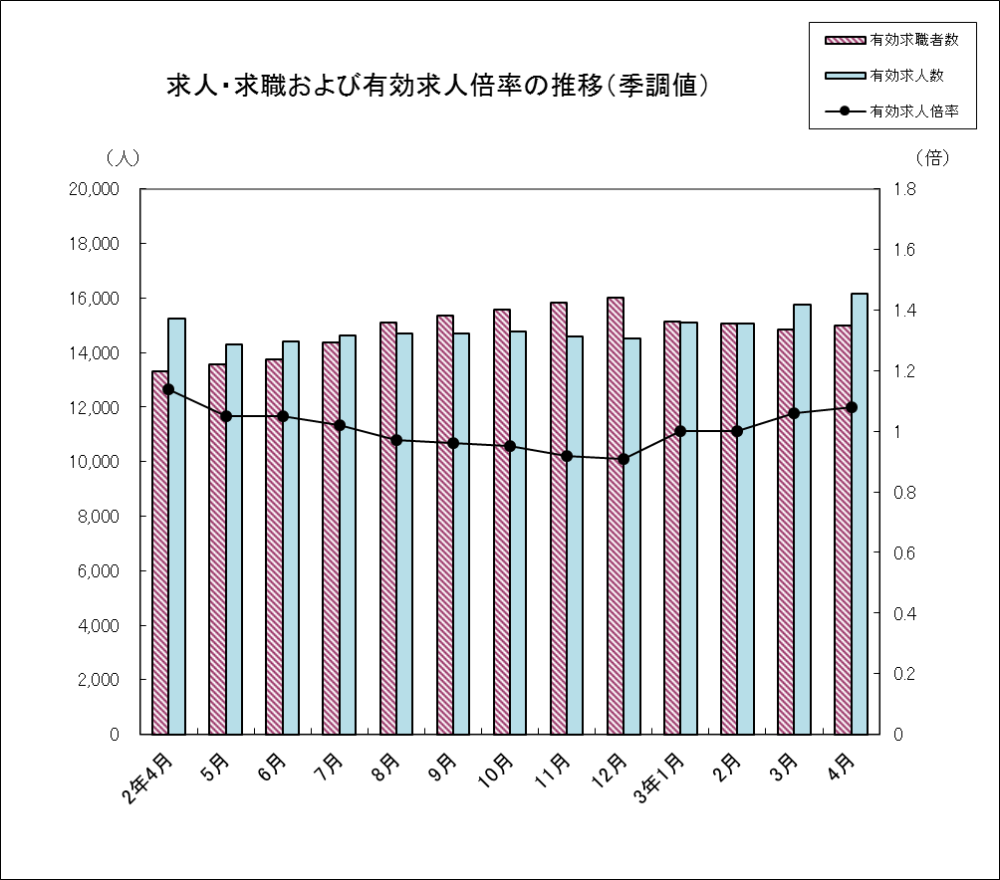 有効求職者数
有効求人数
有効求人倍率
求人・求職および有効求人倍率の推移（季調値）
（人）
（倍）
20,000
18,000
16,000
14,000
12,000
10,000
8,000
6,000
4,000
2,000
0
1.8
1.6
1.4
1.2
1
0.8
0.6
0.4
0.2
0
2年4月
5月
6月
7月
8月
9月
10月
11月
12月
3年1月
2月
3月
4月